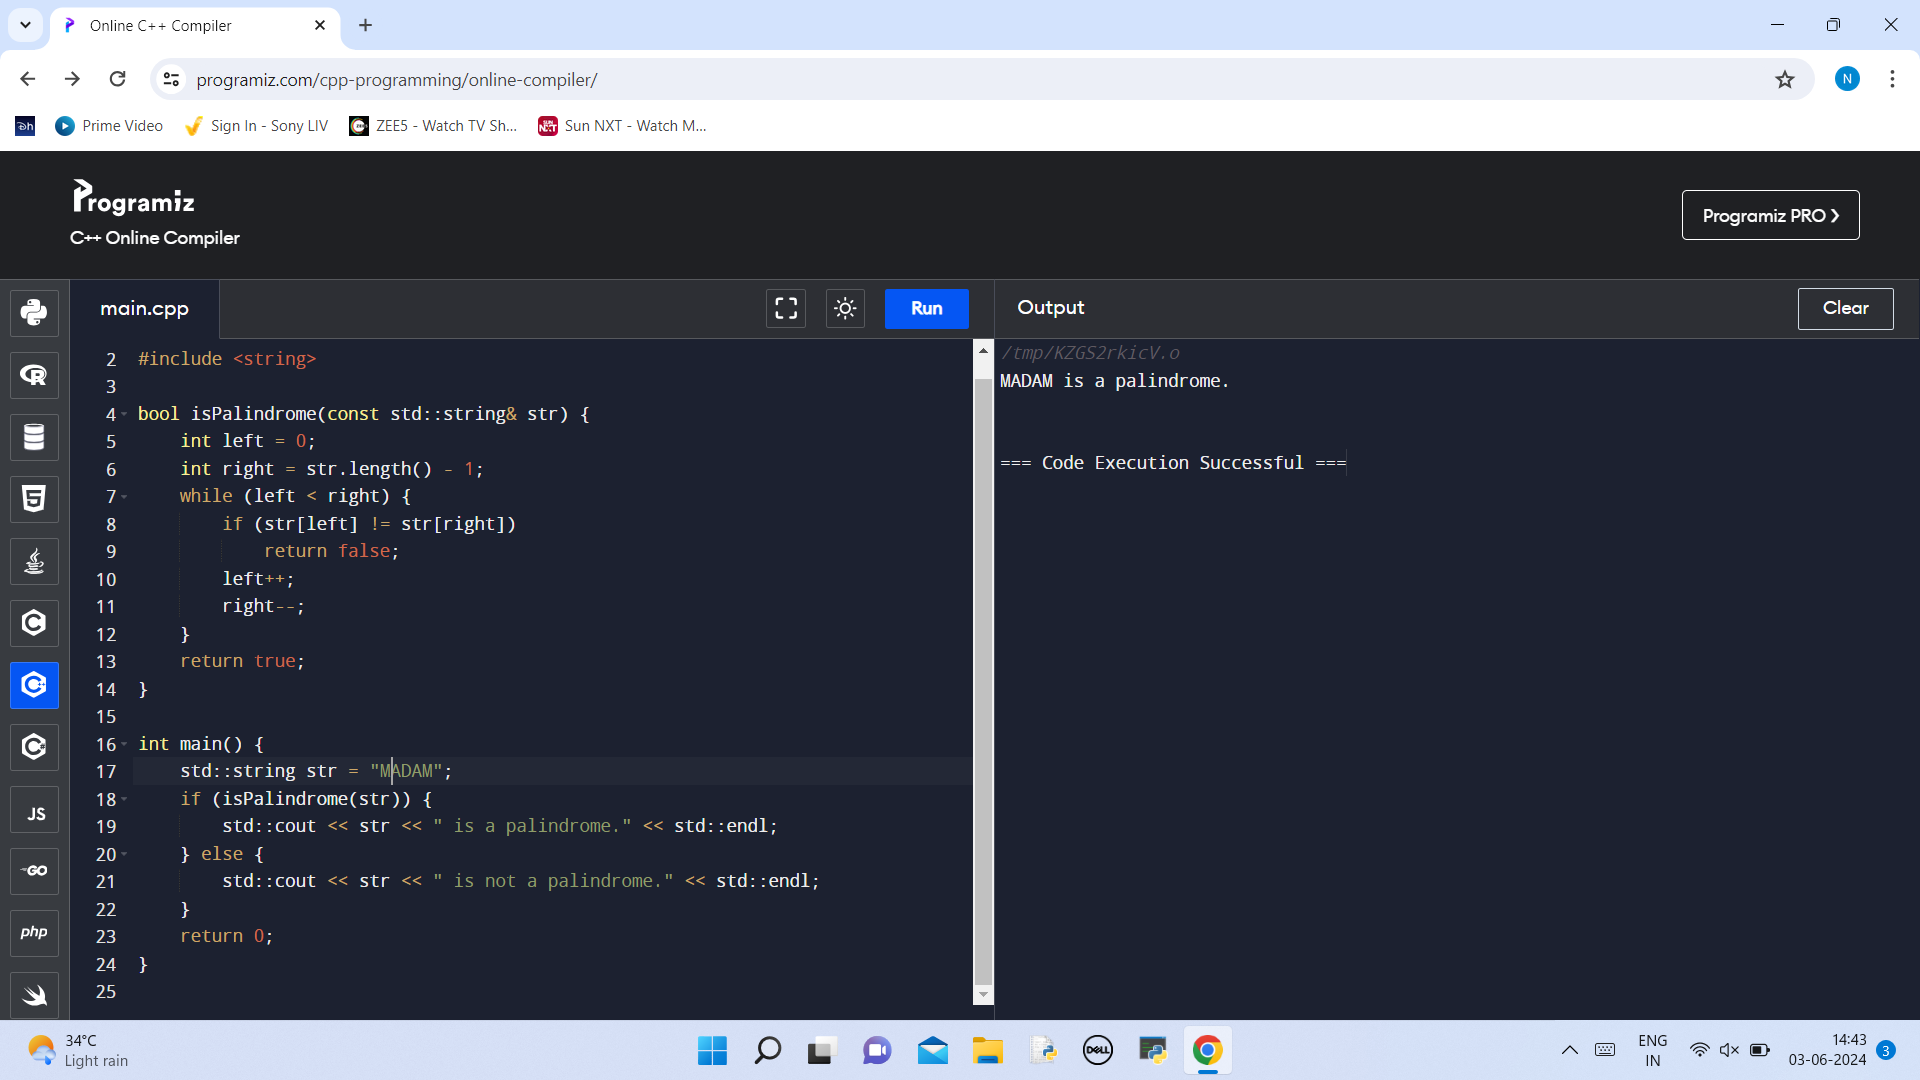 Online C++ Compiler
programiz.com/cpp-programming/online-compiler/
N
Dh
Prime Video
Sign In - Sony LIV
ZEE5 - Watch TV Sh...
SUN NXT
Sun NXT - Watch M...
Programiz
C++ Online Compiler
Programiz PRO ❯
main.cpp
Run
Output
Clear
2 #include <string>
3
4 bool isPalindrome(const std::string& str) {
5     int left = 0;
6     int right = str.length() - 1;
7     while (left < right) {
8         if (str[left] != str[right])
9             return false;
10         left++;
11         right--;
12     }
13     return true;
14 }
15
16 int main() {
17     std::string str = "MADAM";
18     if (isPalindrome(str)) {
19         std::cout << str << " is a palindrome." << std::endl;
20     } else {
21         std::cout << str << " is not a palindrome." << std::endl;
22     }
23     return 0;
24 }
25
/tmp/KZGS2rkicV.o
MADAM is a palindrome.
=== Code Execution Successful ===
R
5
C
C++
C#
JS
GO
php
34°C
Light rain
DELL
ENG
IN
14:43
03-06-2024
3